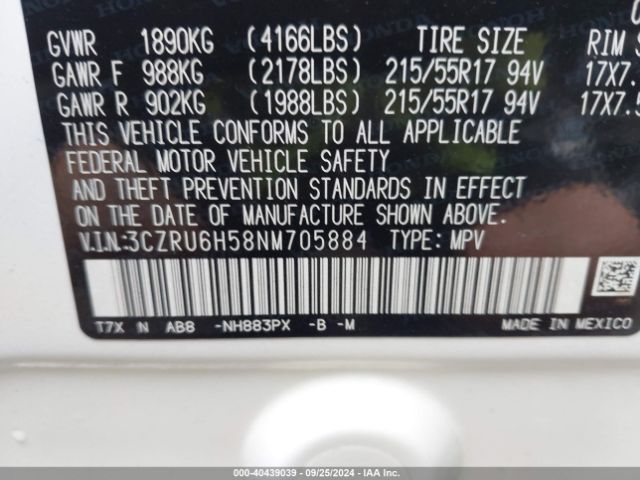 GVWR 1890KG (4166LBS) TIRE SIZE RIM S
GAWR F 988KG (2178LBS) 215/55R17 94V 17X7.
GAWR R 902KG (1988LBS) 215/55R17 94V 17X7.5
THIS VEHICLE CONFORMS TO ALL APPLICABLE
FEDERAL MOTOR VEHICLE SAFETY
AND THEFT PREVENTION STANDARDS IN EFFECT
ON THE DATE OF MANUFACTURE SHOWN ABOVE.
V.I.N.:3CZRU6H58NM705884 TYPE: MPV
T7X N AB8 -NH883PX -B -M MADE IN MEXICO
000-40439039 - 09/25/2024 - IAAI.com